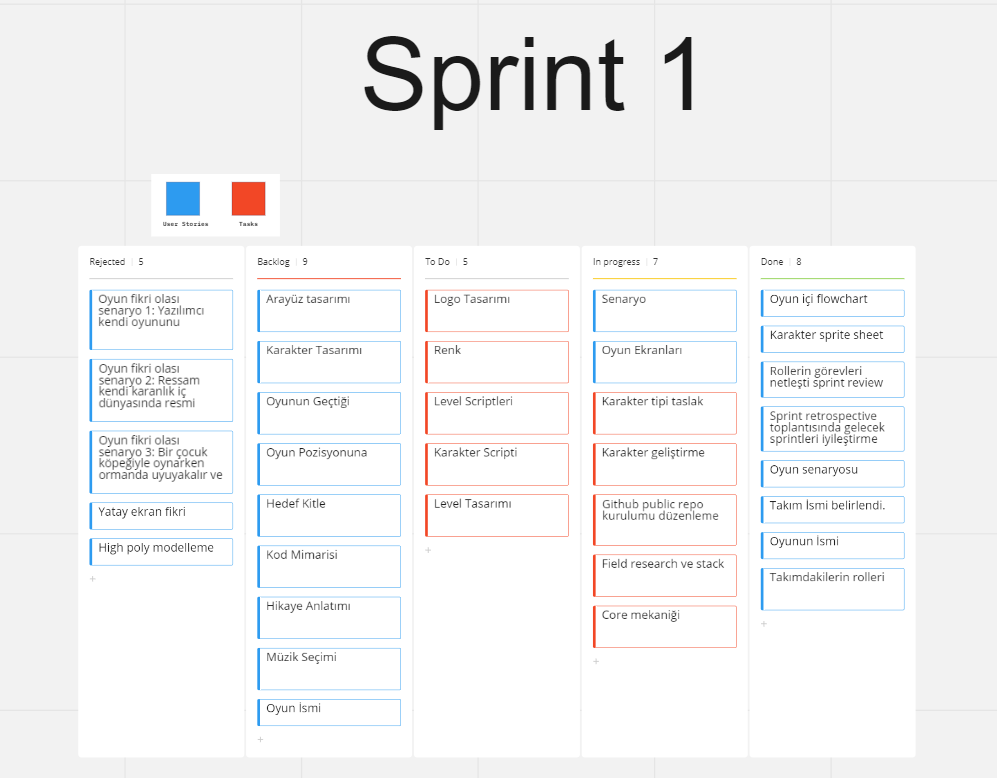 Sprint 1
User Stories
Tasks
Rejected 5
Oyun fikri olası
senaryo 1: Yazılımcı
kendi oyununu
Oyun fikri olası
senaryo 2: Ressam
kendi karanlık iç
dünyasında resmi
Oyun fikri olası
senaryo 3: Bir çocuk
köpeğiyle oynarken
ormanda uyuyakalır ve
Yatay ekran fikri
High poly modelleme
+
Backlog 9
Arayüz tasarımı
Karakter Tasarımı
Oyunun Geçtiği
Oyun Pozisyonuna
Hedef Kitle
Kod Mimarisi
Hikaye Anlatımı
Müzik Seçimi
Oyun İsmi
+
To Do 5
Logo Tasarımı
Renk
Level Scriptleri
Karakter Scripti
Level Tasarımı
+
In progress 7
Senaryo
Oyun Ekranları
Karakter tipi taslak
Karakter geliştirme
Github public repo
kurulumu düzenleme
Field research ve stack
Core mekaniği
+
Done 8
Oyun içi flowchart
Karakter sprite sheet
Rollerin görevleri
netleşti sprint review
Sprint retrospective
toplantısında gelecek
sprintleri iyileştirme
Oyun senaryosu
Takım İsmi belirlendi.
Oyunun İsmi
Takımdakilerin rolleri
+